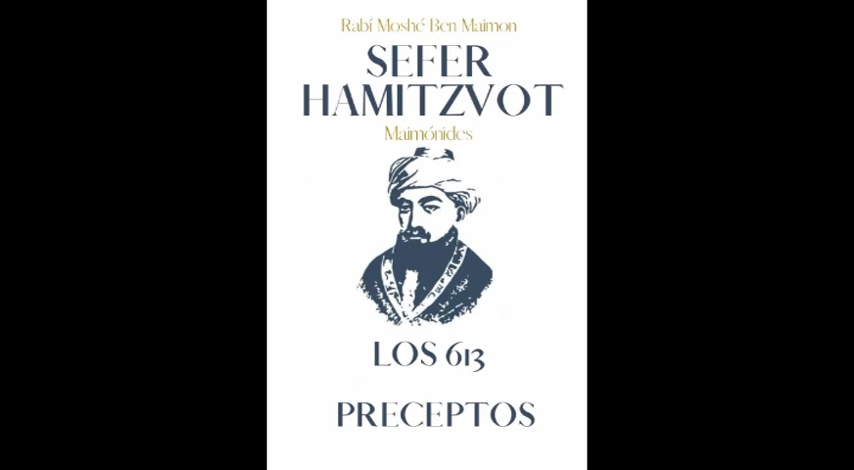 Rabí Moshé Ben Maimon
SEFER
HAMITZVOT
Maimónides
LOS 613
PRECEPTOS